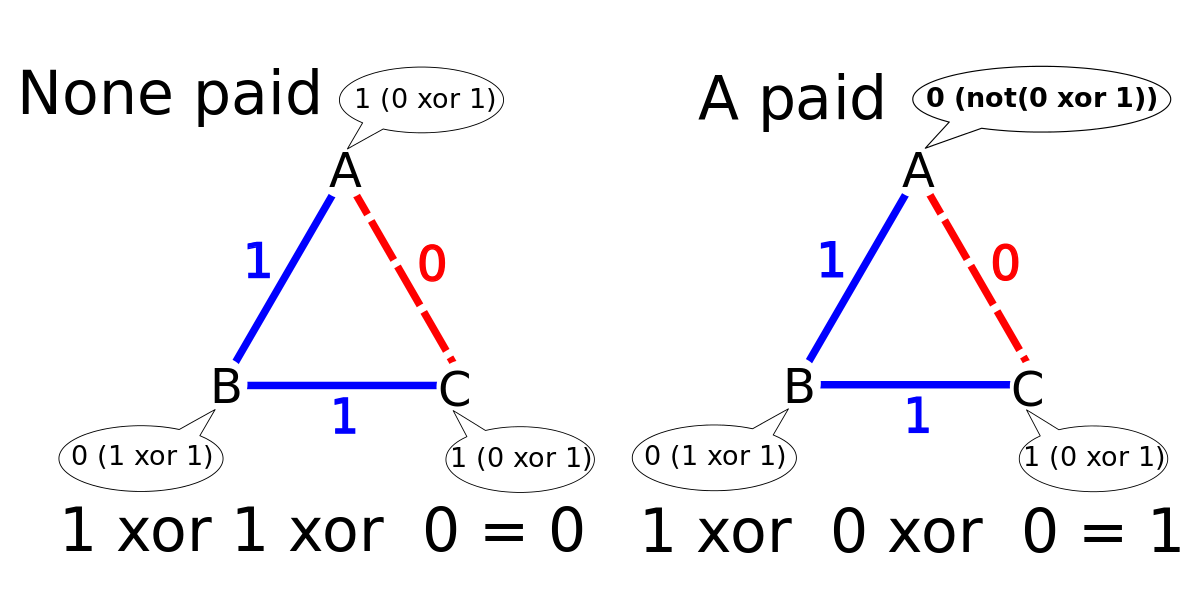 None paid
1 (0 xor 1)
A
1
0
B
C
1
0 (1 xor 1)
1 (0 xor 1)
1 xor 1 xor 0 = 0
A paid
0 (not(0 xor 1))
A
1
0
B
C
1
0 (1 xor 1)
1 (0 xor 1)
1 xor 0 xor 0 = 1